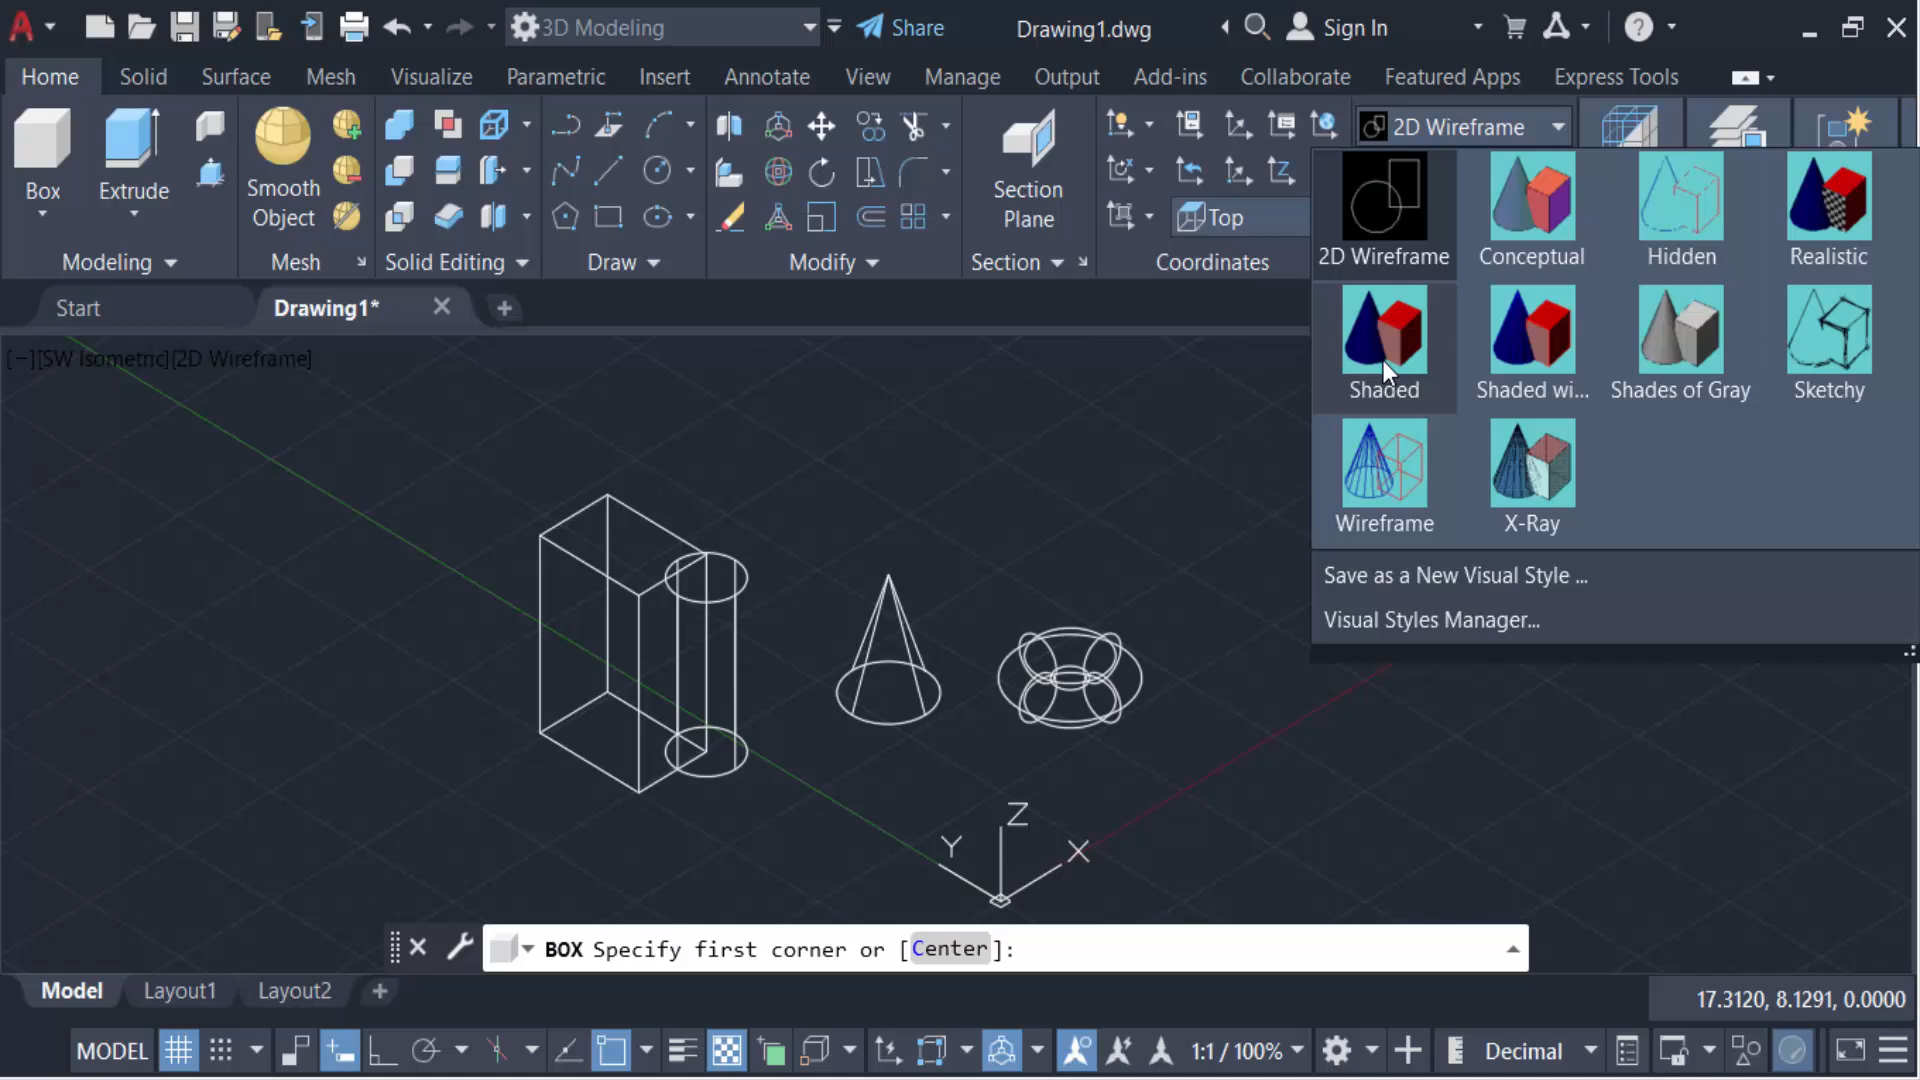 3D Modeling
Share
Drawing1.dwg
Sign In
Home Solid Surface Mesh Visualize Parametric Insert Annotate View Manage Output Add-ins Collaborate Featured Apps Express Tools
Box
Extrude
Smooth
Object
Section
Plane
2D Wireframe
Top
Modeling Mesh Solid Editing Draw Modify Section Coordinates
2D Wireframe Conceptual Hidden Realistic
Shaded Shaded wi... Shades of Gray Sketchy
Wireframe X-Ray
Save as a New Visual Style ...
Visual Styles Manager...
Start Drawing1*
[−][SW Isometric][2D Wireframe]
Z
Y X
BOX Specify first corner or [Center]:
Model Layout1 Layout2
17.3120, 8.1291, 0.0000
MODEL 1:1 / 100% Decimal